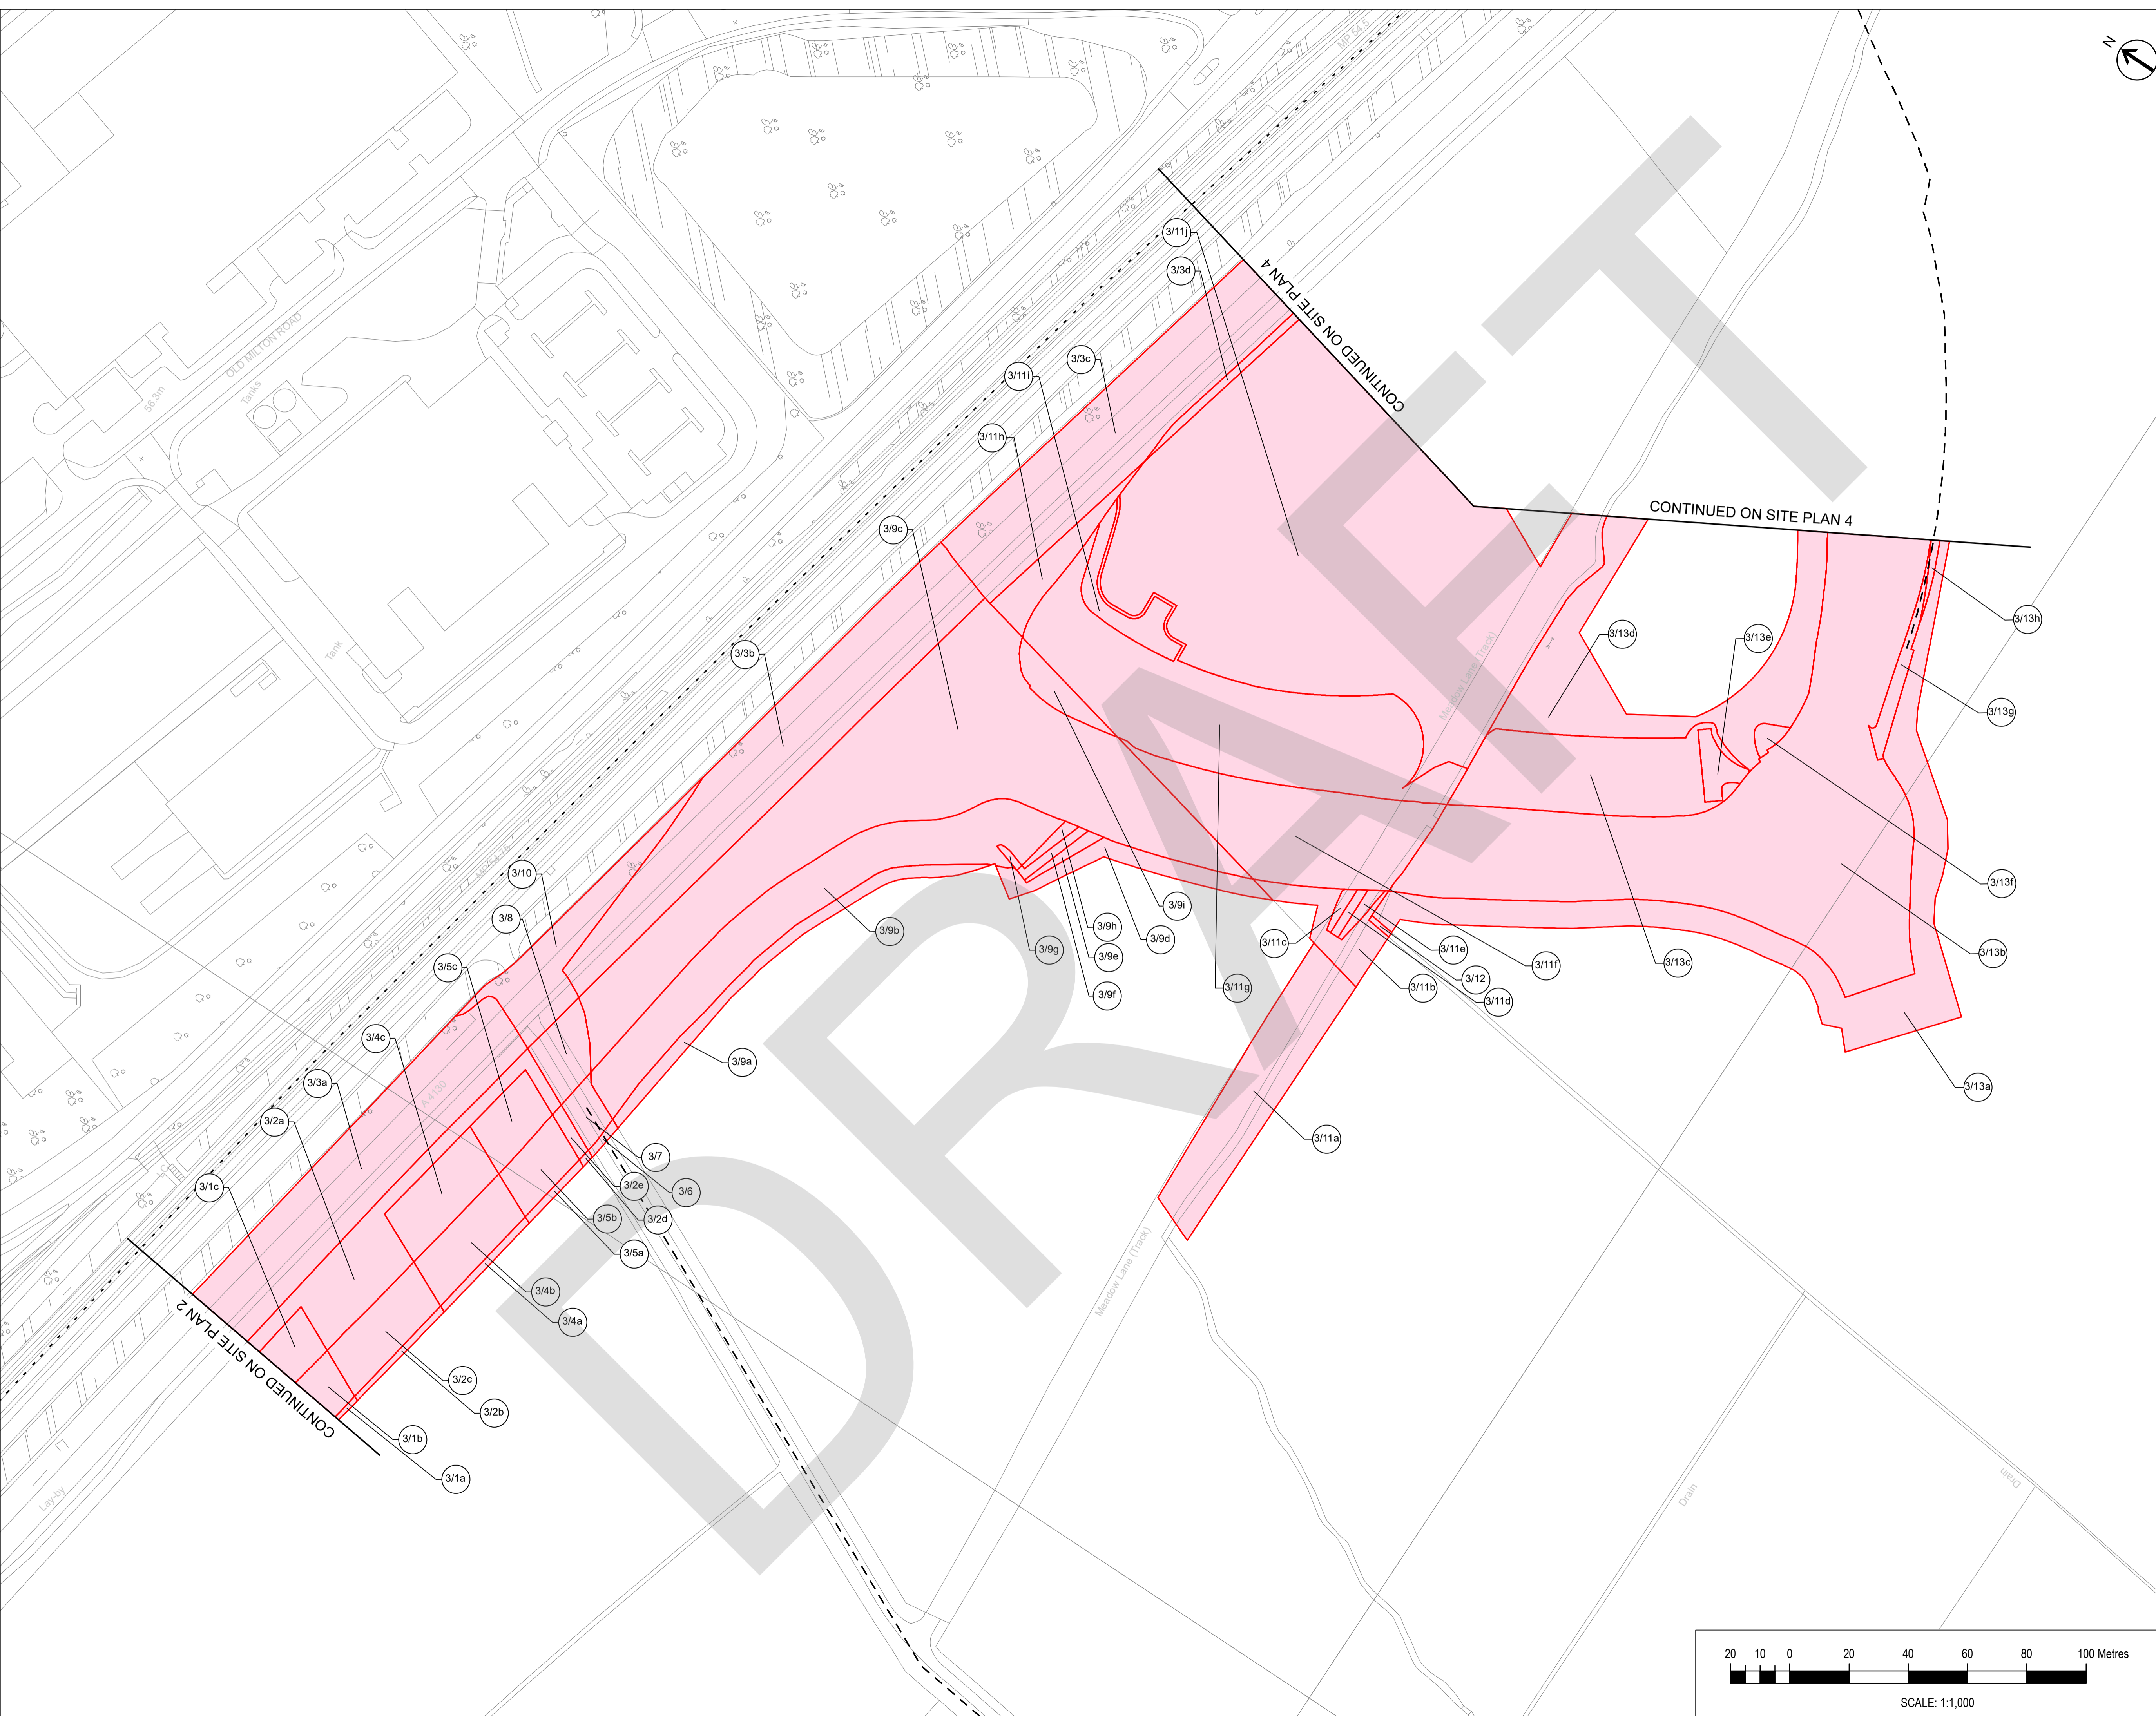 N
MP 54.5
3/11j
3/3d
CONTINUED ON SITE PLAN 4
OLD MILTON ROAD
Tanks
56.3m
3/11i
3/3c
3/11h
3/9c
CONTINUED ON SITE PLAN 4
3/13h
3/13d
3/13e
Meadow Lane (Track)
Tank
3/3b
3/13g
3/10
3/13f
3/8
3/9i
3/9b
3/9h
3/9d
3/9g
3/9e
3/11c
3/11e
3/13b
3/5c
3/11f
3/13c
3/12
3/9f
3/11g
3/11b
3/11d
3/4c
3/9a
A 4130
3/3a
3/13a
3/2a
3/11a
3/7
3/1c
3/2e
3/6
3/5b
3/2d
3/5a
Meadow Lane (Track)
3/4b
3/4a
CONTINUED ON SITE PLAN 2
3/2c
3/2b
3/1b
3/1a
Lay-by
Drain
Drain
DRAFT
20 10 0 20 40 60 80 100 Metres
SCALE: 1:1,000